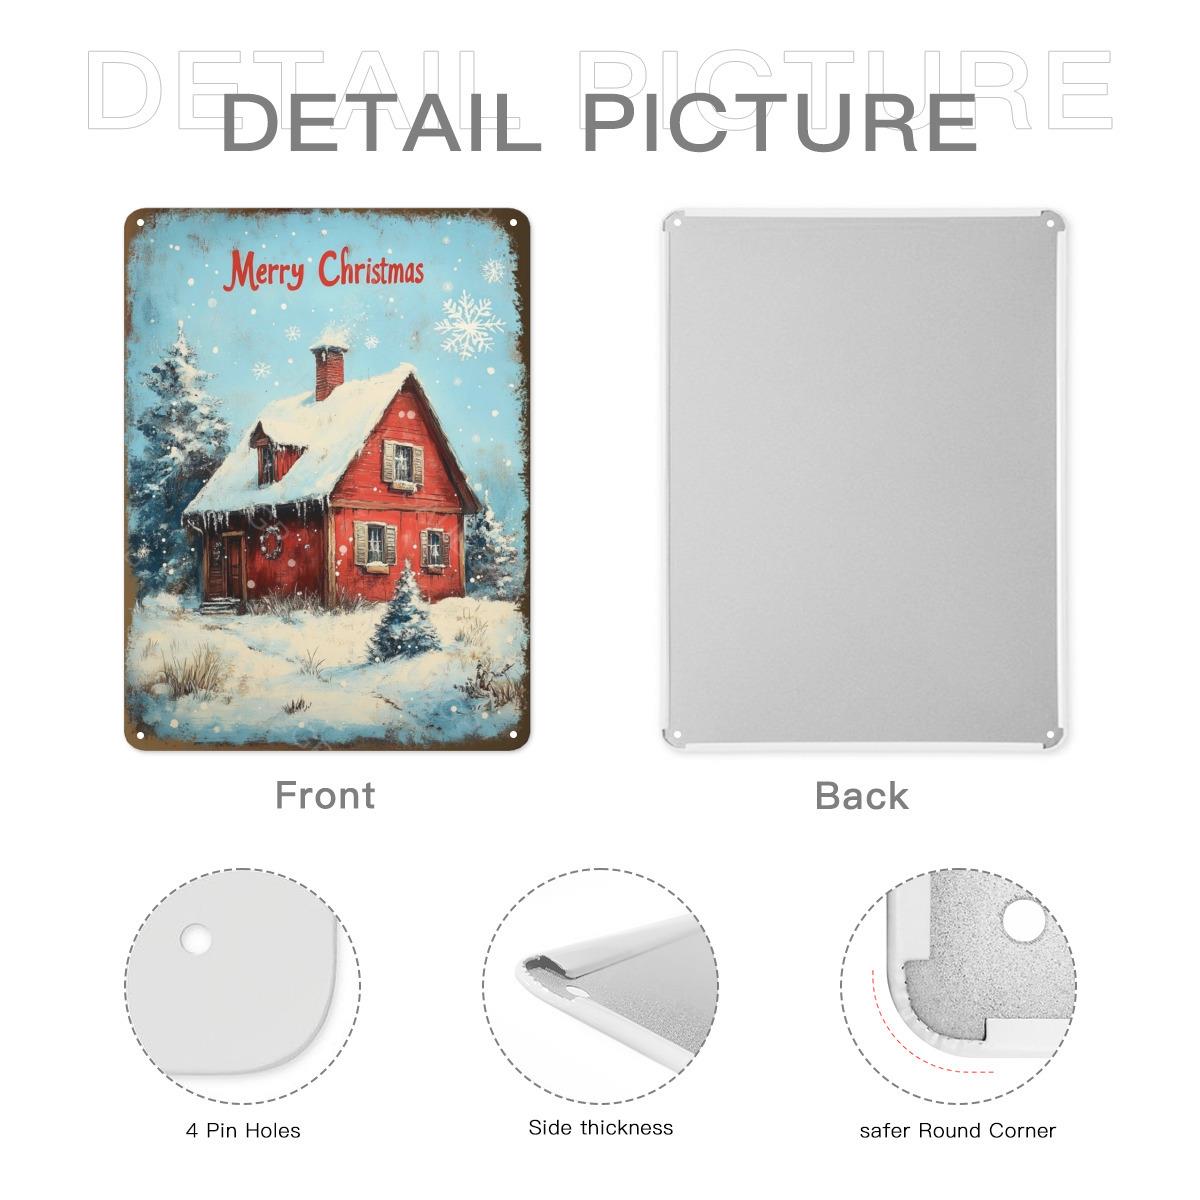 DETAIL PICTURE
DETAIL PICTURE
Merry Christmas
Front
Back
4 Pin Holes
Side thickness
safer Round Corner